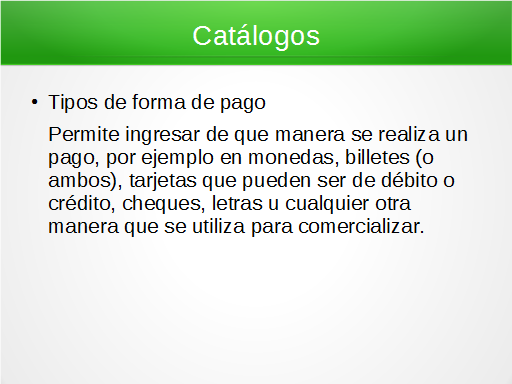 Catálogos
• Tipos de forma de pago
Permite ingresar de que manera se realiza un
pago, por ejemplo en monedas, billetes (o
ambos), tarjetas que pueden ser de débito o
crédito, cheques, letras u cualquier otra
manera que se utiliza para comercializar.